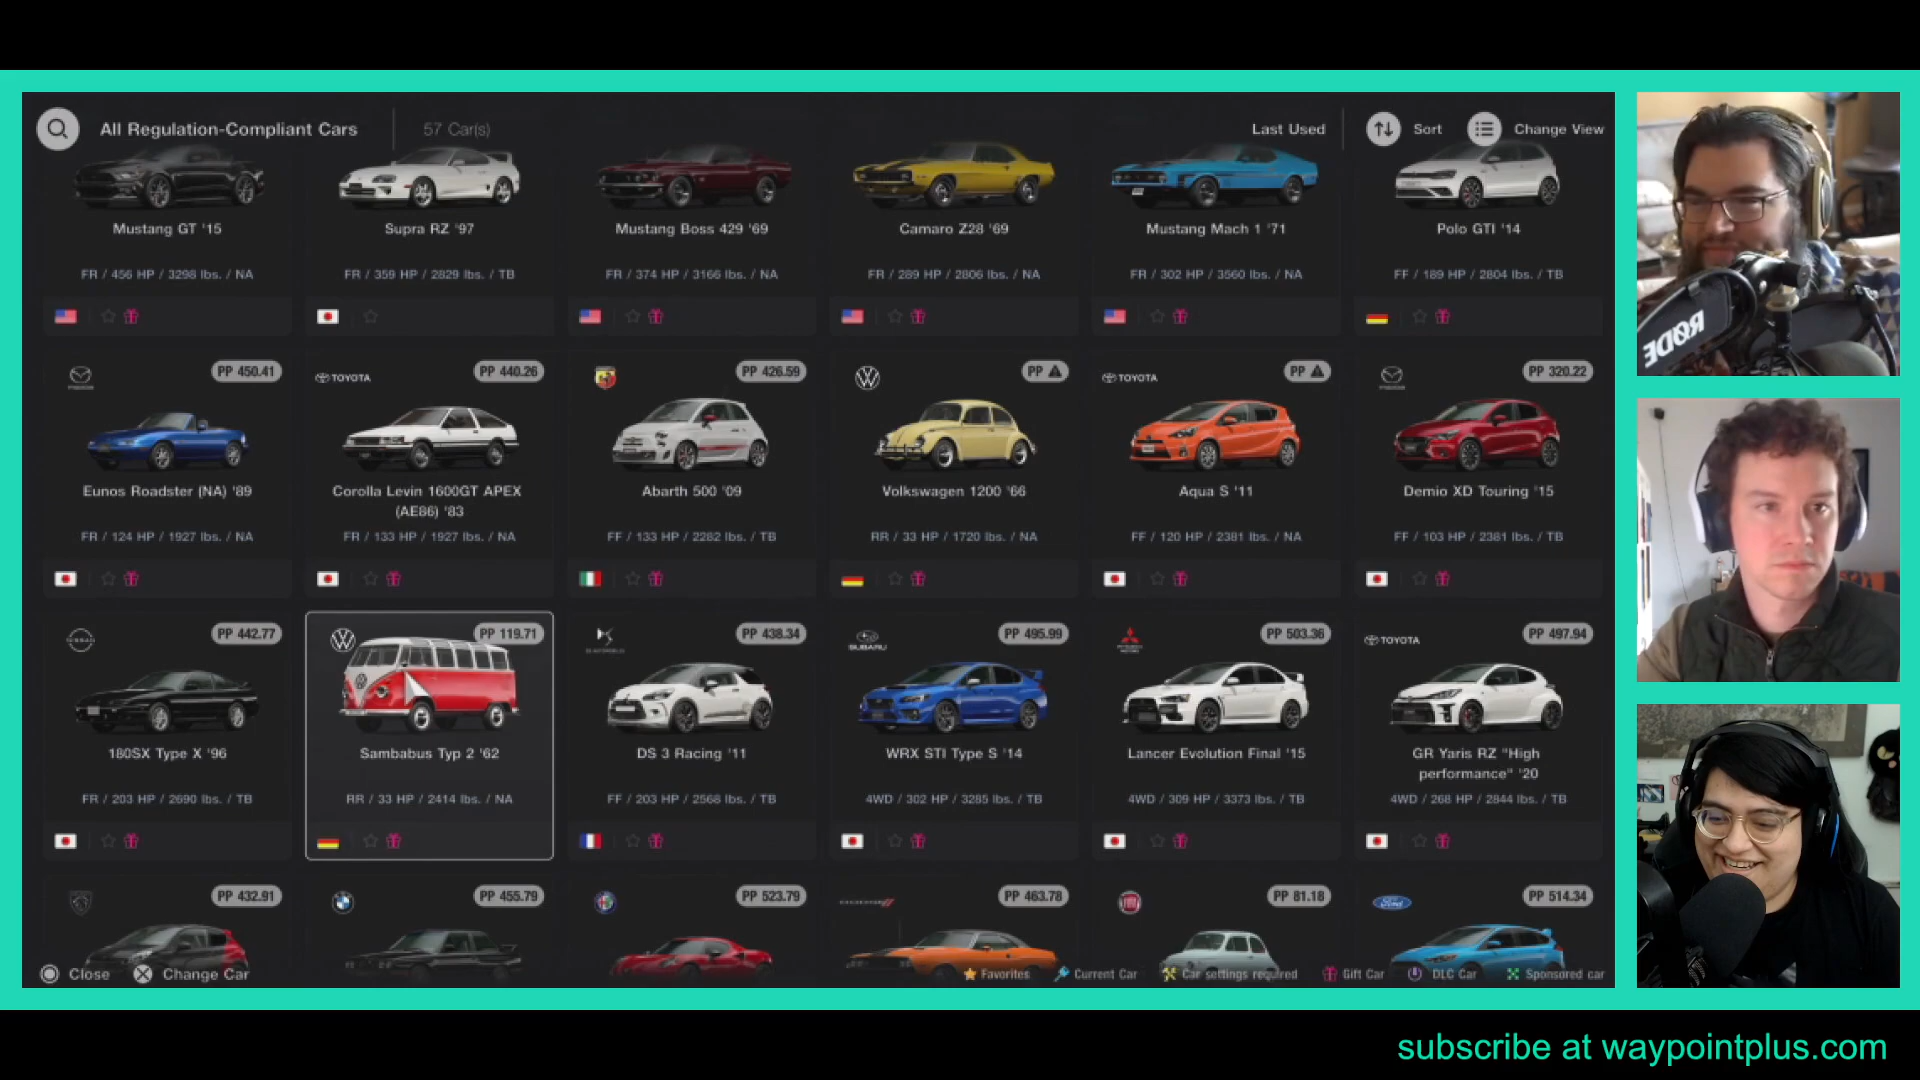 All Regulation-Compliant Cars
57 Car(s)
Last Used
Sort
Change View
Mustang GT '15
Supra RZ '97
Mustang Boss 429 '69
Camaro Z28 '69
Mustang Mach 1 '71
Polo GTI '14
FR / 456 HP / 3298 lbs. / NA
FR / 359 HP / 2829 lbs. / TB
FR / 374 HP / 3166 lbs. / NA
FR / 289 HP / 2806 lbs. / NA
FR / 302 HP / 3560 lbs. / NA
FF / 189 HP / 2804 lbs. / TB
PP 450.41
TOYOTA
PP 440.26
PP 426.59
PP
TOYOTA
PP
PP 320.22
Eunos Roadster (NA) '89
Corolla Levin 1600GT APEX
(AE86) '83
Abarth 500 '09
Volkswagen 1200 '66
Aqua S '11
Demio XD Touring '15
FR / 124 HP / 1927 lbs. / NA
FR / 133 HP / 1927 lbs. / NA
FF / 133 HP / 2282 lbs. / TB
RR / 33 HP / 1720 lbs. / NA
FF / 120 HP / 2381 lbs. / NA
FF / 103 HP / 2381 lbs. / TB
NISSAN
PP 442.77
PP 119.71
PP 438.34
SUBARU
PP 495.99
PP 503.36
TOYOTA
PP 497.94
180SX Type X '96
Sambabus Typ 2 '62
DS 3 Racing '11
WRX STI Type S '14
Lancer Evolution Final '15
GR Yaris RZ "High
performance" '20
FR / 203 HP / 2690 lbs. / TB
RR / 33 HP / 2414 lbs. / NA
FF / 203 HP / 2568 lbs. / TB
4WD / 302 HP / 3285 lbs. / TB
4WD / 309 HP / 3373 lbs. / TB
4WD / 268 HP / 2844 lbs. / TB
PP 432.91
PP 455.79
PP 523.79
DODGE
PP 463.78
FIAT
PP 81.18
Ford
PP 514.34
Close
Change Car
Favorites
Current Car
Car settings required
Gift Car
DLC Car
Sponsored car
RØDE
subscribe at waypointplus.com